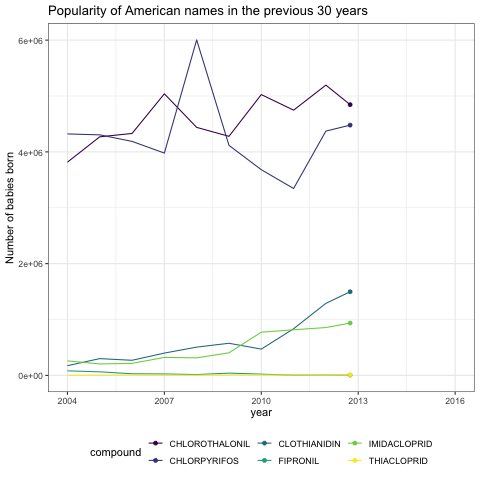 Popularity of American names in the previous 30 years
Number of babies born
6e+06
4e+06
2e+06
0e+00
2004 2007 2010 2013 2016
year
compound
CHLOROTHALONIL CLOTHIANIDIN IMIDACLOPRID
CHLORPYRIFOS FIPRONIL THIACLOPRID